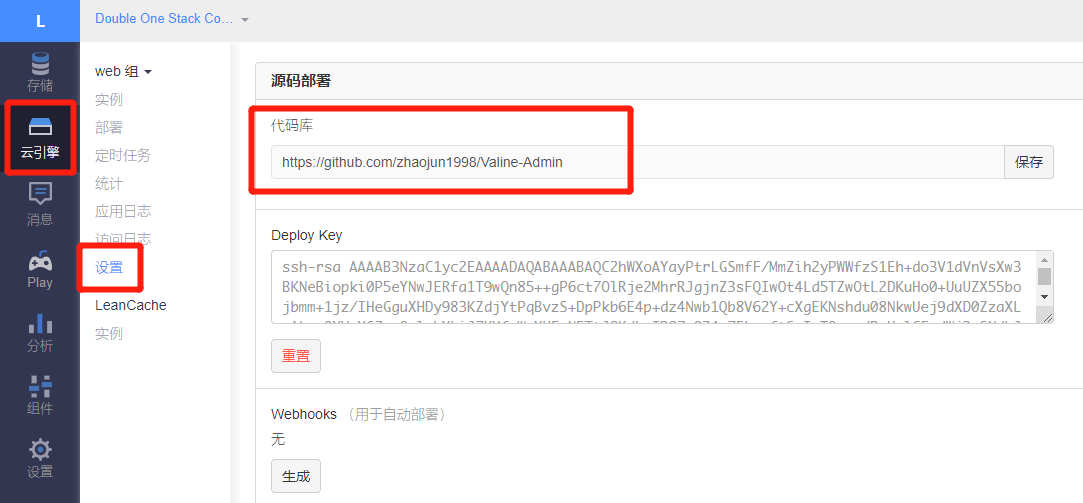 L
Double One Stack Co...
存储
云引擎
消息
Play
分析
组件
设置
web 组
实例
部署
定时任务
统计
应用日志
访问日志
设置
LeanCache
实例
源码部署
代码库
https://github.com/zhaojun1998/Valine-Admin
保存
Deploy Key
ssh-rsa AAAAB3NzaC1yc2EAAAADAQABAAABAQC2hWXoAYayPtrLGSmfF/MmZih2yPWWfzS1Eh+do3V1dVnVsXw3
BKNeBiopki0P5eYNwJERfa1T9wQn85++gP6ct7OlRje2MhrRJgjnZ3sFQIwOt4Ld5TZwOtL2DKuHo0+UuUZX55bo
jbmm+1jz/IHeGguXHDy983KZdjYtPqBvzS+DpPkb6E4p+dz4Nwb1Qb8V62Y+cXgEKNshdu08NkwUej9dXD0ZzaXL
重置
Webhooks （用于自动部署）
无
生成